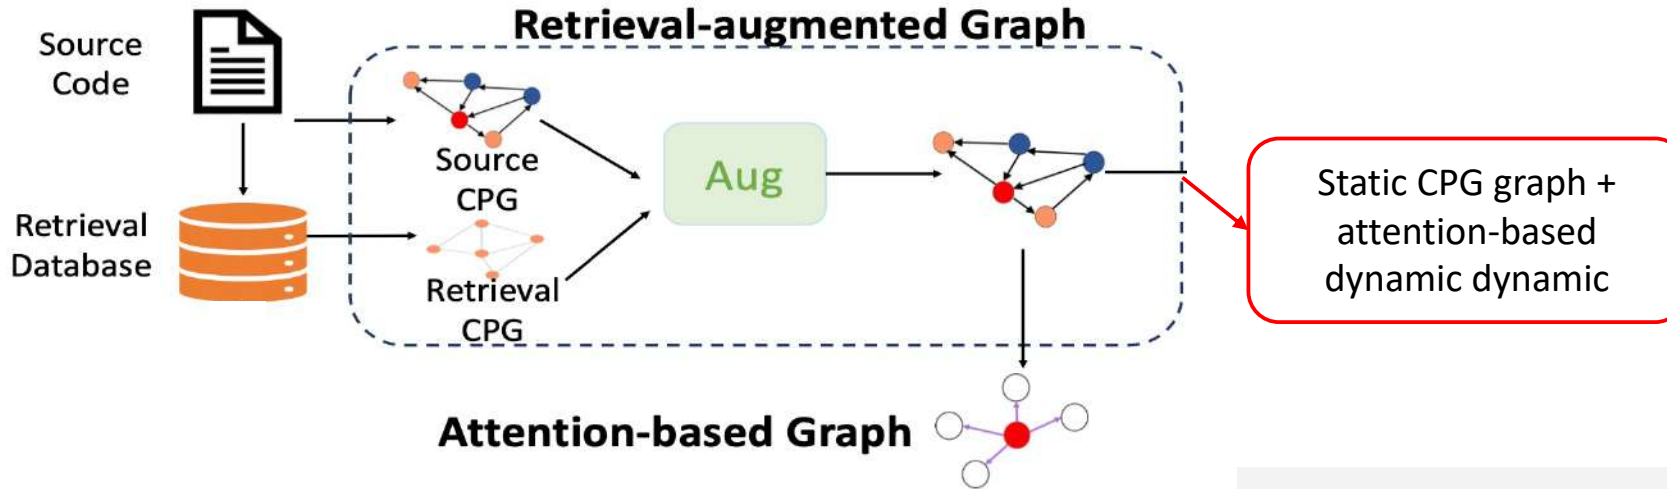 Retrieval-augmented Graph
Source
Code
Source
CPG
Aug
Static CPG graph +
attention-based
dynamic dynamic
Retrieval
Database
Retrieval
CPG
Attention-based Graph